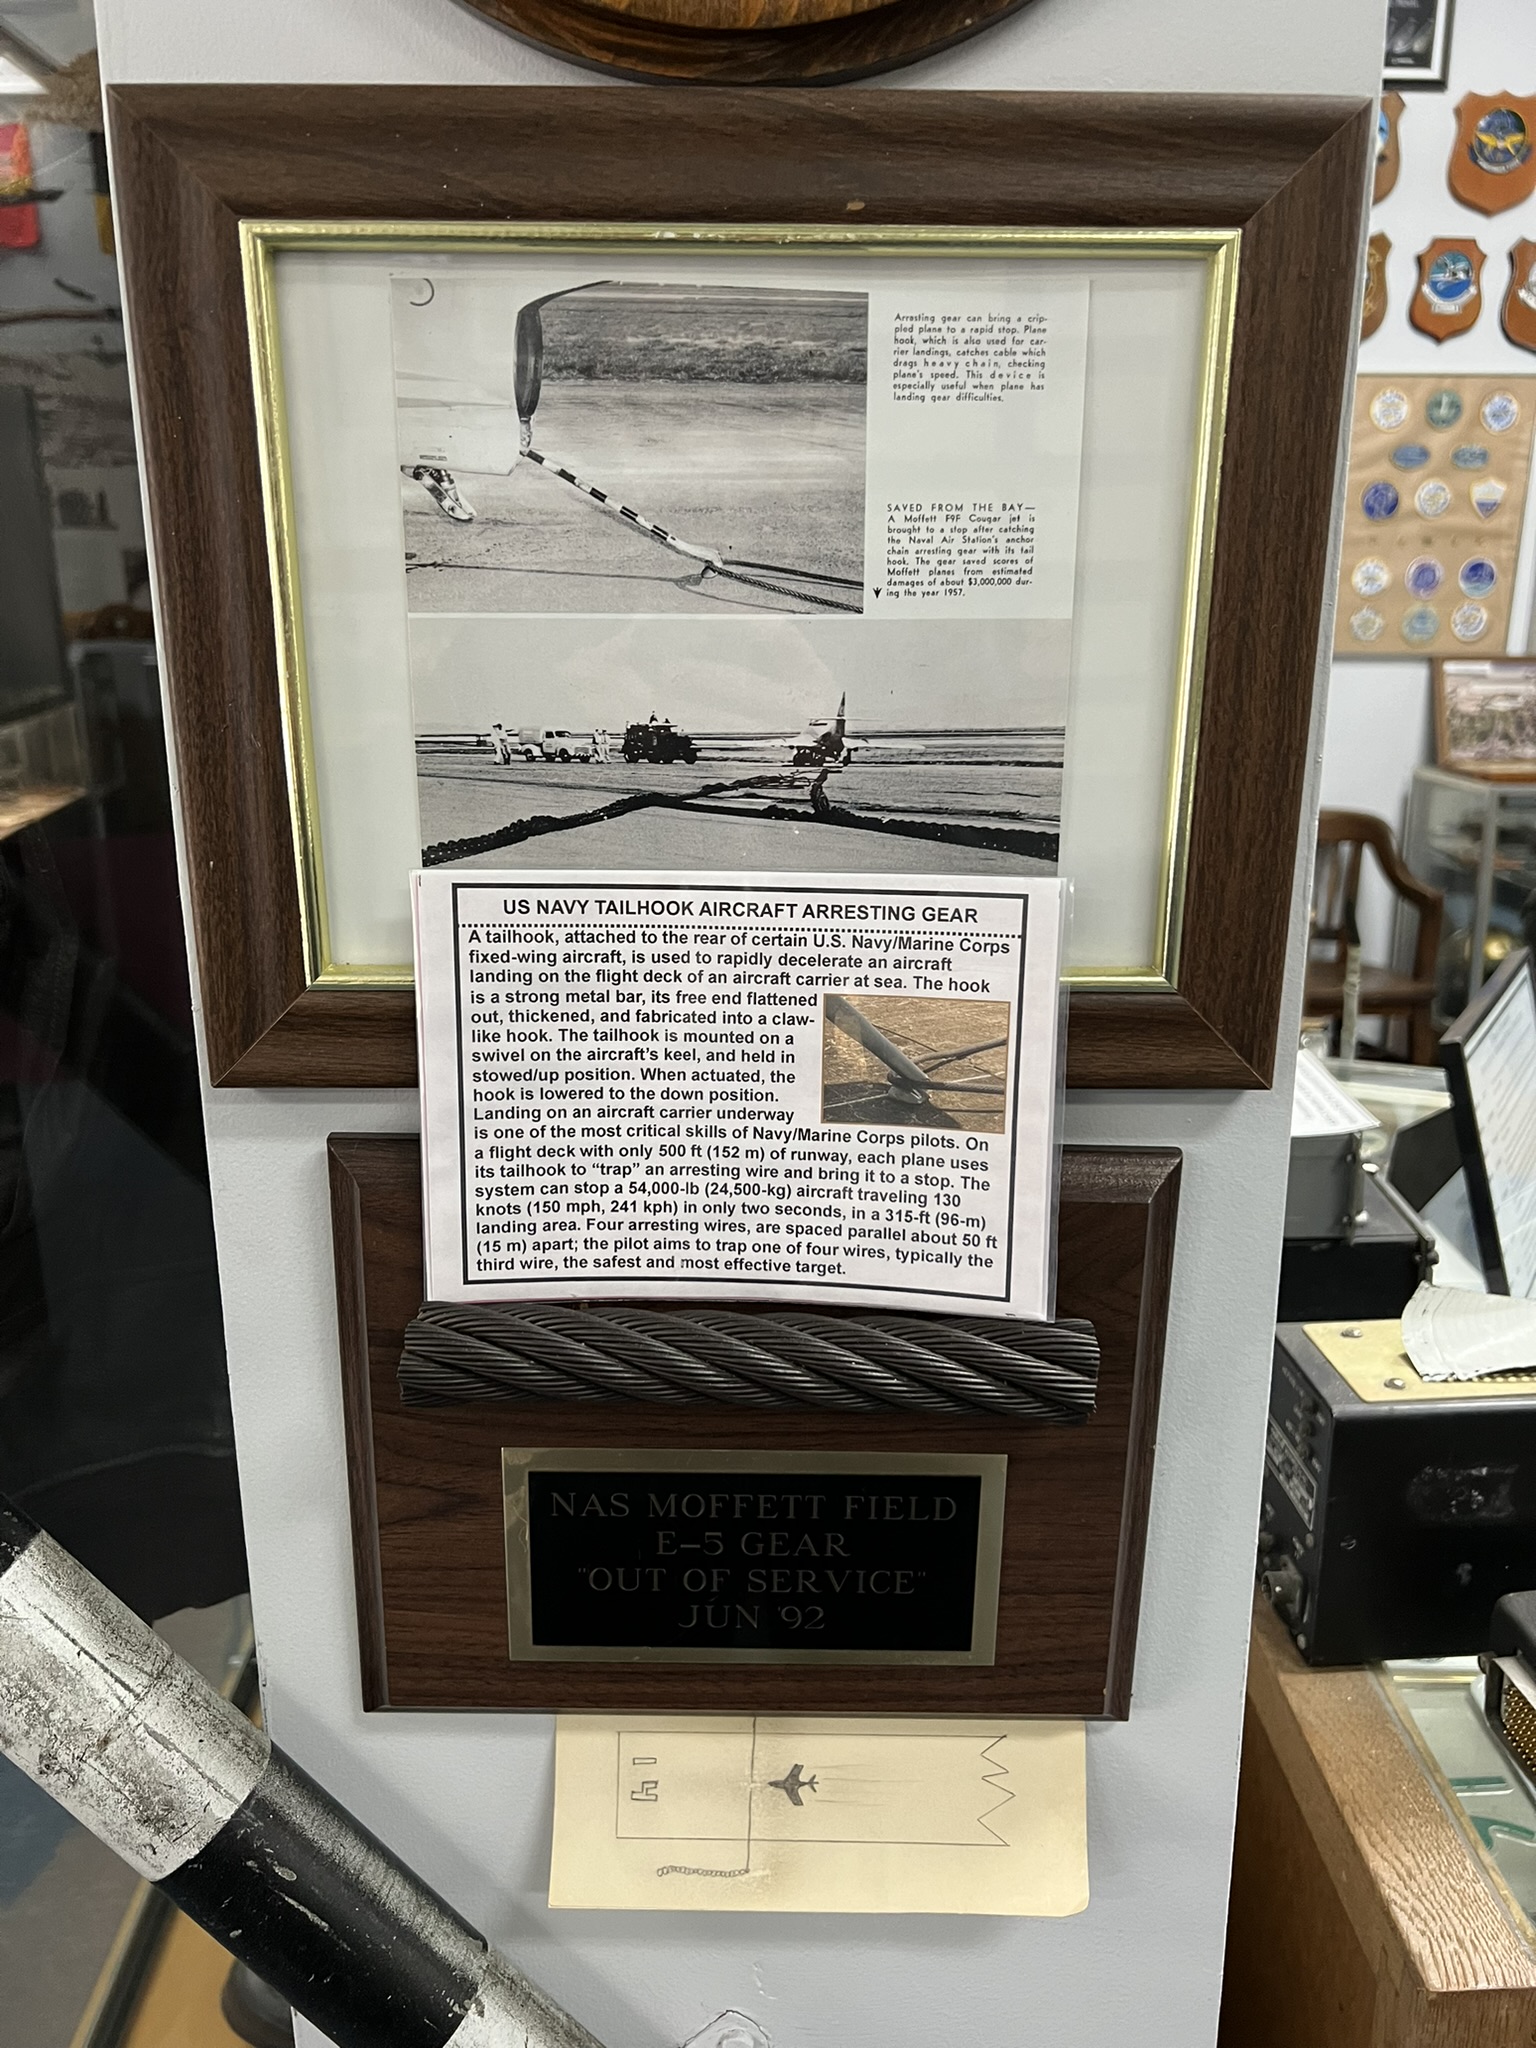 Arresting gear can bring a crip-
pled plane to a rapid stop. Plane
hook, which is also used for car-
rier landings, catches cable which
drags heavy chain, checking
plane's speed. This device is
especially useful when plane has
landing gear difficulties.
SAVED FROM THE BAY—
A Moffett F9F Cougar jet is
brought to a stop after catching
the Naval Air Station's anchor
chain arresting gear with its tail
hook. The gear saved scores of
Moffett planes from estimated
damages of about $3,000,000 dur-
ing the year 1957.
US NAVY TAILHOOK AIRCRAFT ARRESTING GEAR
A tailhook, attached to the rear of certain U.S. Navy/Marine Corps
fixed-wing aircraft, is used to rapidly decelerate an aircraft
landing on the flight deck of an aircraft carrier at sea. The hook
is a strong metal bar, its free end flattened
out, thickened, and fabricated into a claw-
like hook. The tailhook is mounted on a
swivel on the aircraft's keel, and held in
stowed/up position. When actuated, the
hook is lowered to the down position.
Landing on an aircraft carrier underway
is one of the most critical skills of Navy/Marine Corps pilots. On
a flight deck with only 500 ft (152 m) of runway, each plane uses
its tailhook to “trap” an arresting wire and bring it to a stop. The
system can stop a 54,000-lb (24,500-kg) aircraft traveling 130
knots (150 mph, 241 kph) in only two seconds, in a 315-ft (96-m)
landing area. Four arresting wires, are spaced parallel about 50 ft
(15 m) apart; the pilot aims to trap one of four wires, typically the
third wire, the safest and most effective target.
NAS MOFFETT FIELD
E-5 GEAR
"OUT OF SERVICE"
JUN '92